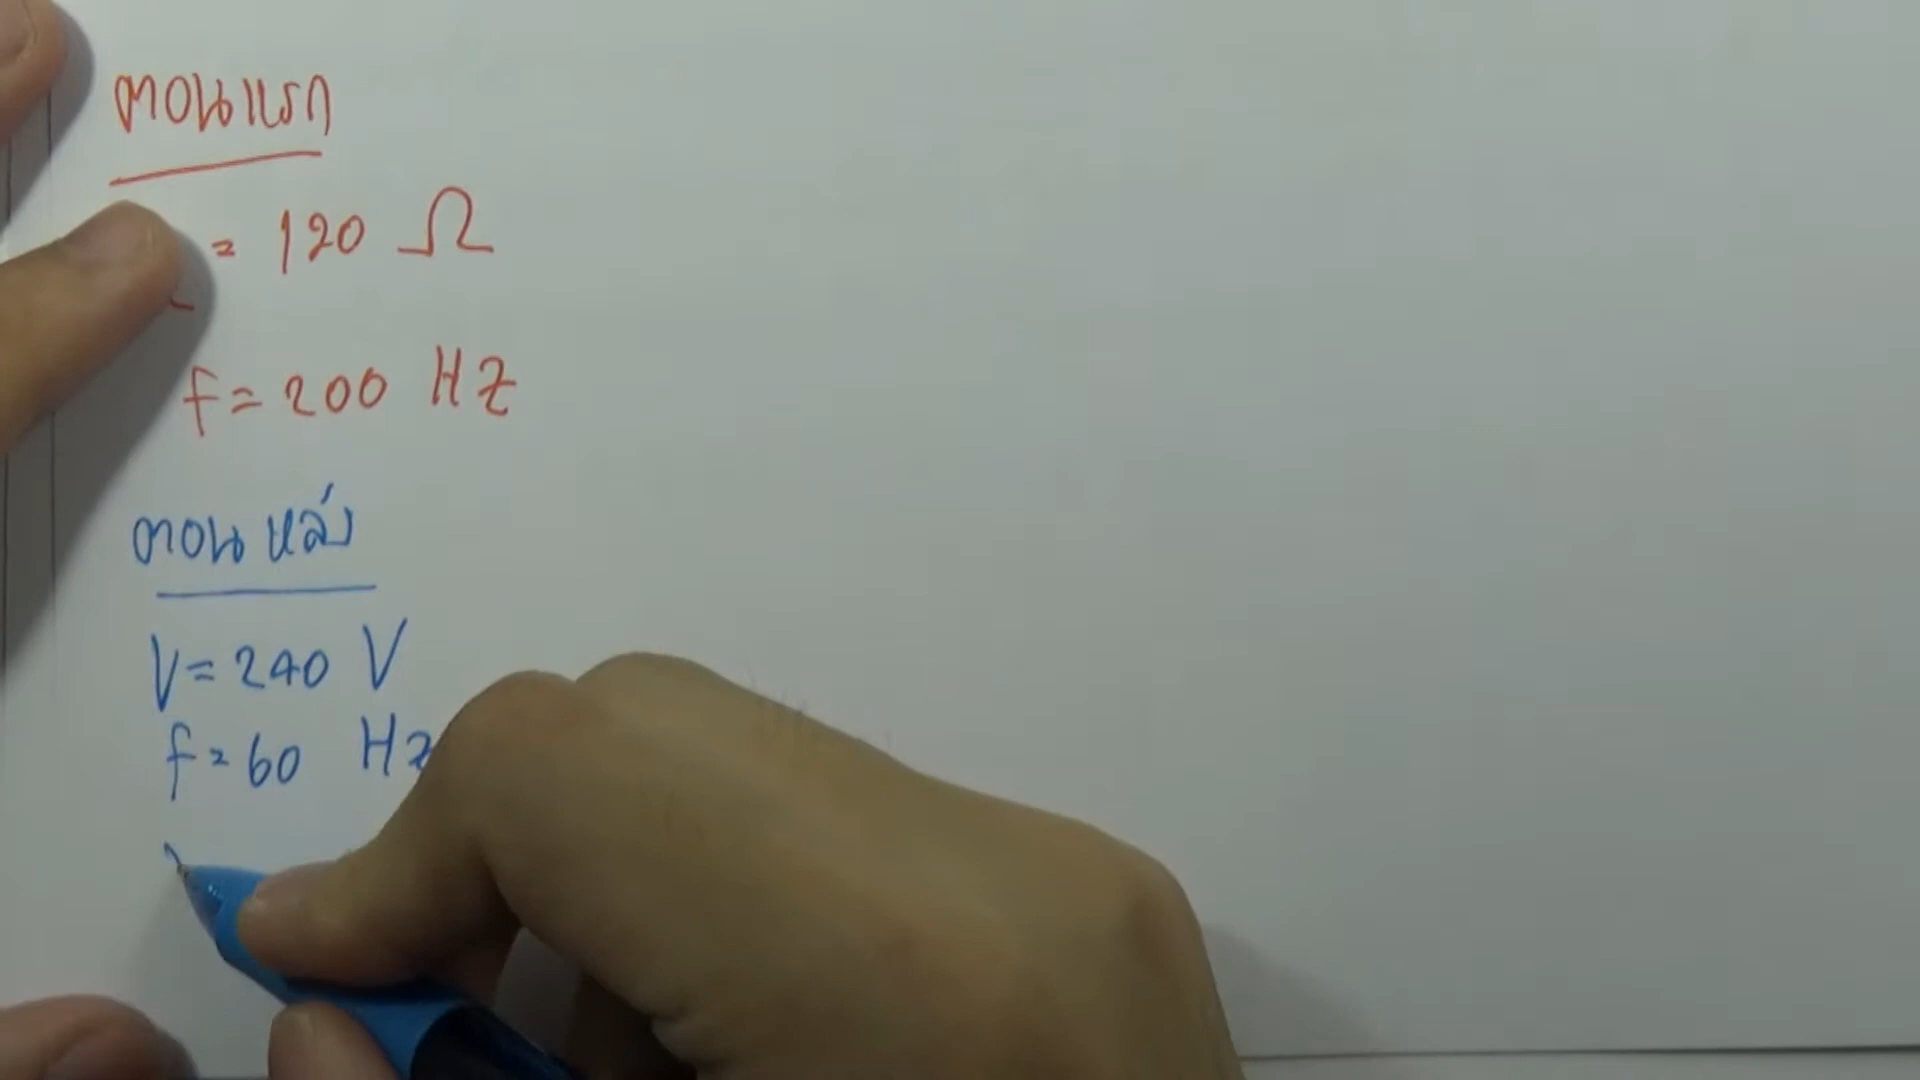 ตอนแรก
= 120 Ω
f = 200 Hz
ตอนหลัง
V = 240 V
f = 60 Hz